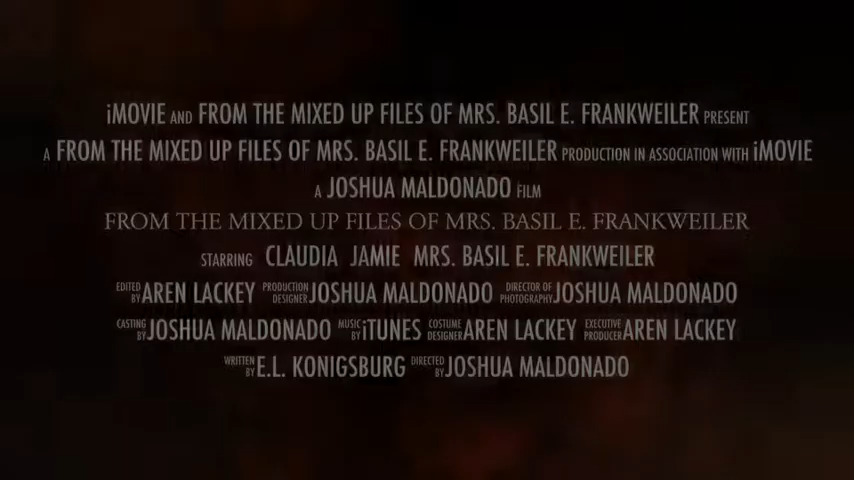 iMOVIE AND FROM THE MIXED UP FILES OF MRS. BASIL E. FRANKWEILER PRESENT
A FROM THE MIXED UP FILES OF MRS. BASIL E. FRANKWEILER PRODUCTION IN ASSOCIATION WITH iMOVIE
A JOSHUA MALDONADO FILM
FROM THE MIXED UP FILES OF MRS. BASIL E. FRANKWEILER
STARRING CLAUDIA JAMIE MRS. BASIL E. FRANKWEILER
EDITED BY AREN LACKEY PRODUCTION DESIGNER JOSHUA MALDONADO DIRECTOR OF PHOTOGRAPHY JOSHUA MALDONADO
CASTING BY JOSHUA MALDONADO MUSIC BY iTUNES COSTUME DESIGNER AREN LACKEY EXECUTIVE PRODUCER AREN LACKEY
WRITTEN BY E.L. KONIGSBURG DIRECTED BY JOSHUA MALDONADO